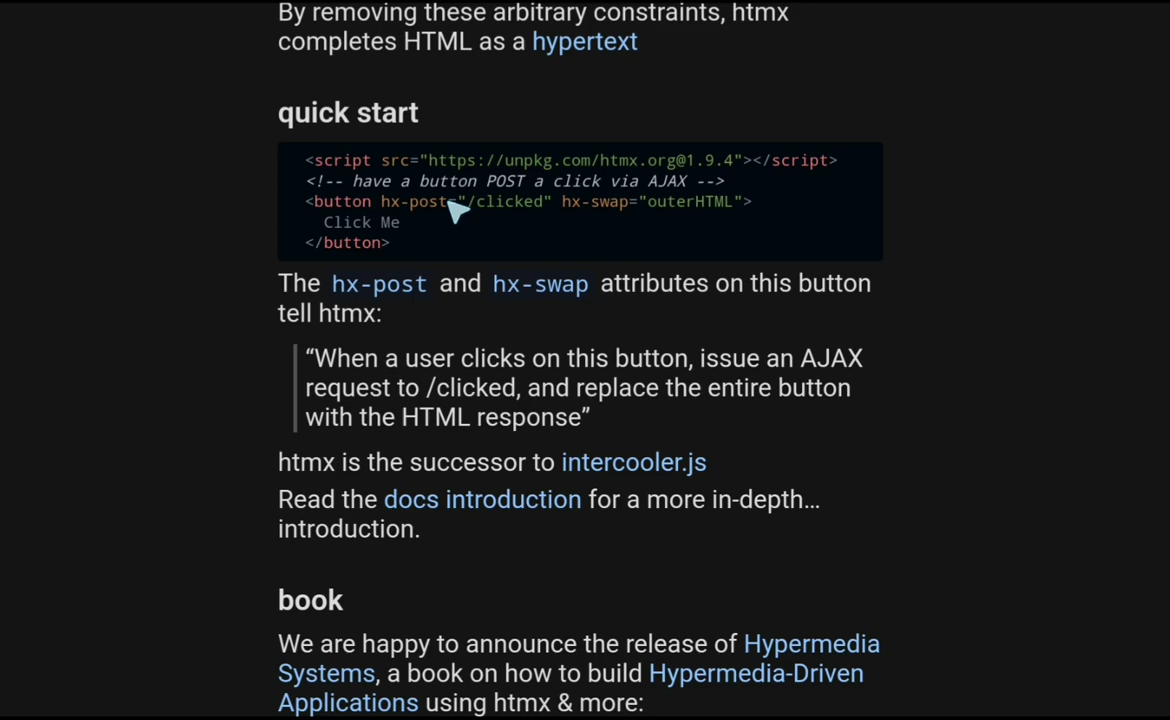 By removing these arbitrary constraints, htmx
completes HTML as a hypertext
quick start
<script src="https://unpkg.com/htmx.org@1.9.4"></script>
<!-- have a button POST a click via AJAX -->
<button hx-post="/clicked" hx-swap="outerHTML">
Click Me
</button>
The hx-post and hx-swap attributes on this button
tell htmx:
“When a user clicks on this button, issue an AJAX
request to /clicked, and replace the entire button
with the HTML response”
htmx is the successor to intercooler.js
Read the docs introduction for a more in-depth…
introduction.
book
We are happy to announce the release of Hypermedia
Systems, a book on how to build Hypermedia-Driven
Applications using htmx & more: